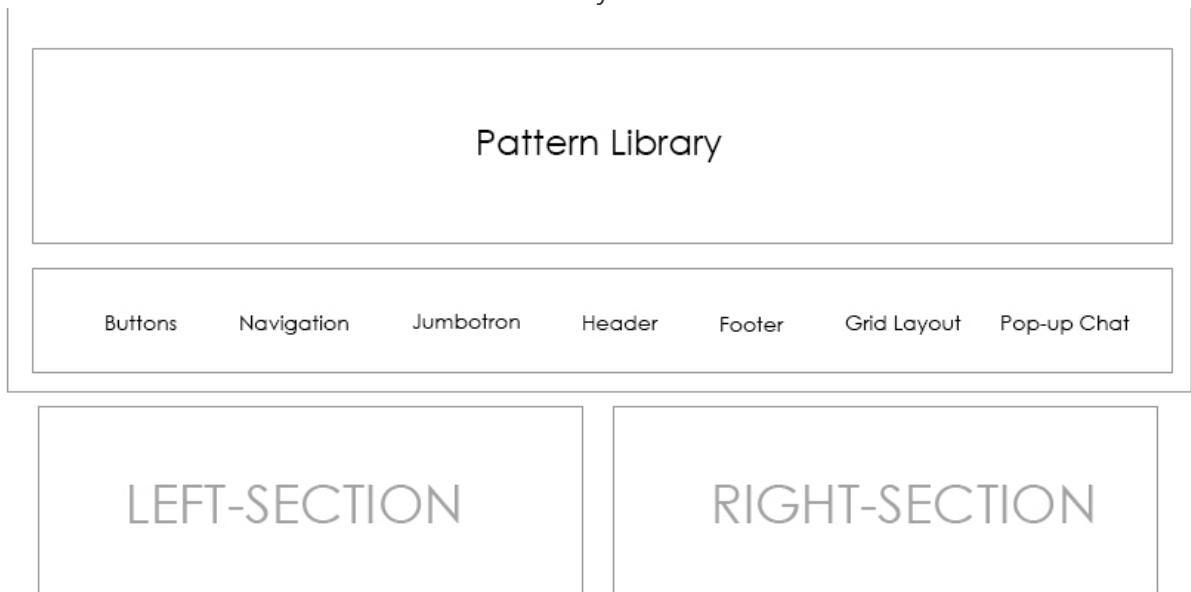 Pattern Library
Buttons Navigation Jumbotron Header Footer Grid Layout Pop-up Chat
LEFT-SECTION RIGHT-SECTION